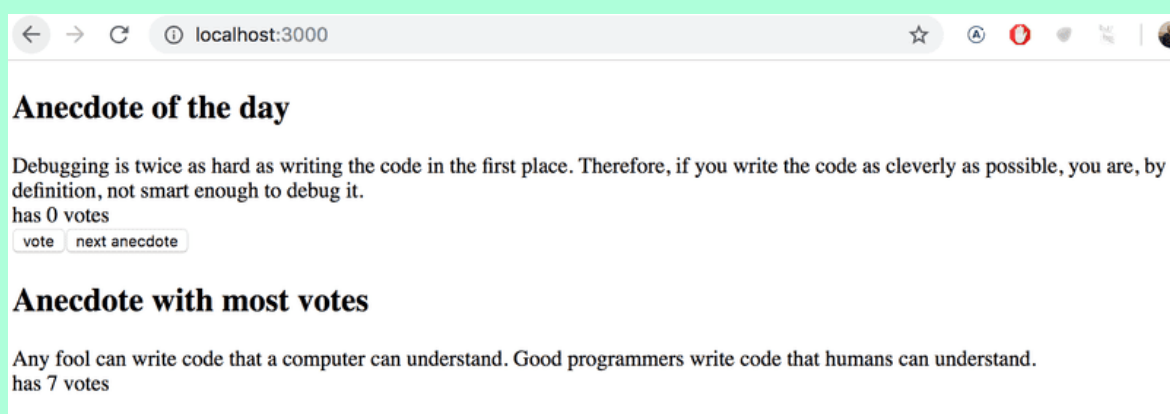 localhost:3000
Anecdote of the day
Debugging is twice as hard as writing the code in the first place. Therefore, if you write the code as cleverly as possible, you are, by
definition, not smart enough to debug it.
has 0 votes
vote next anecdote
Anecdote with most votes
Any fool can write code that a computer can understand. Good programmers write code that humans can understand.
has 7 votes